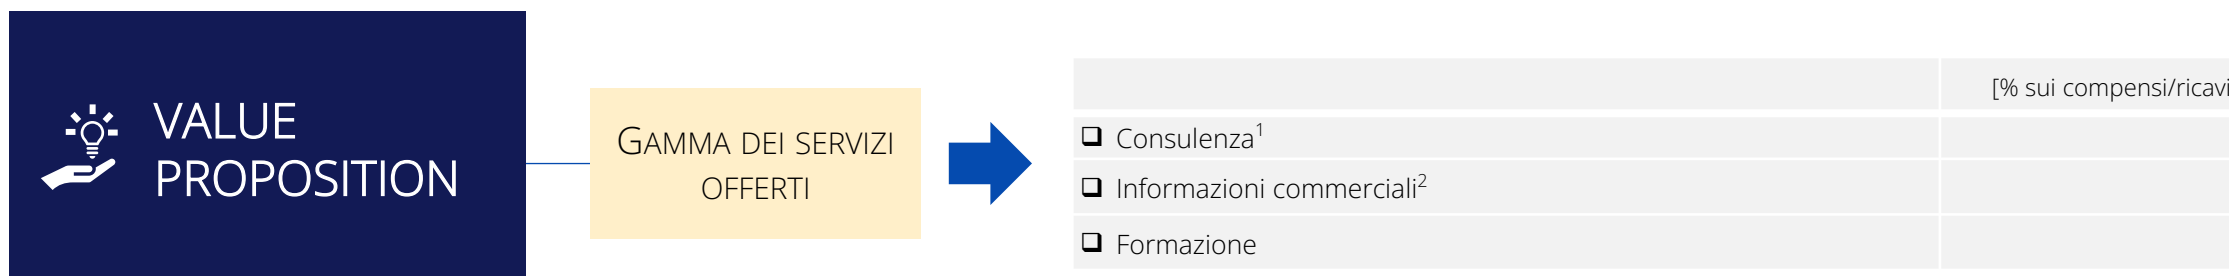 VALUE
PROPOSITION
GAMMA DEI SERVIZI
OFFERTI
[% sui compensi/ricavi
❑ Consulenza¹
❑ Informazioni commerciali²
❑ Formazione